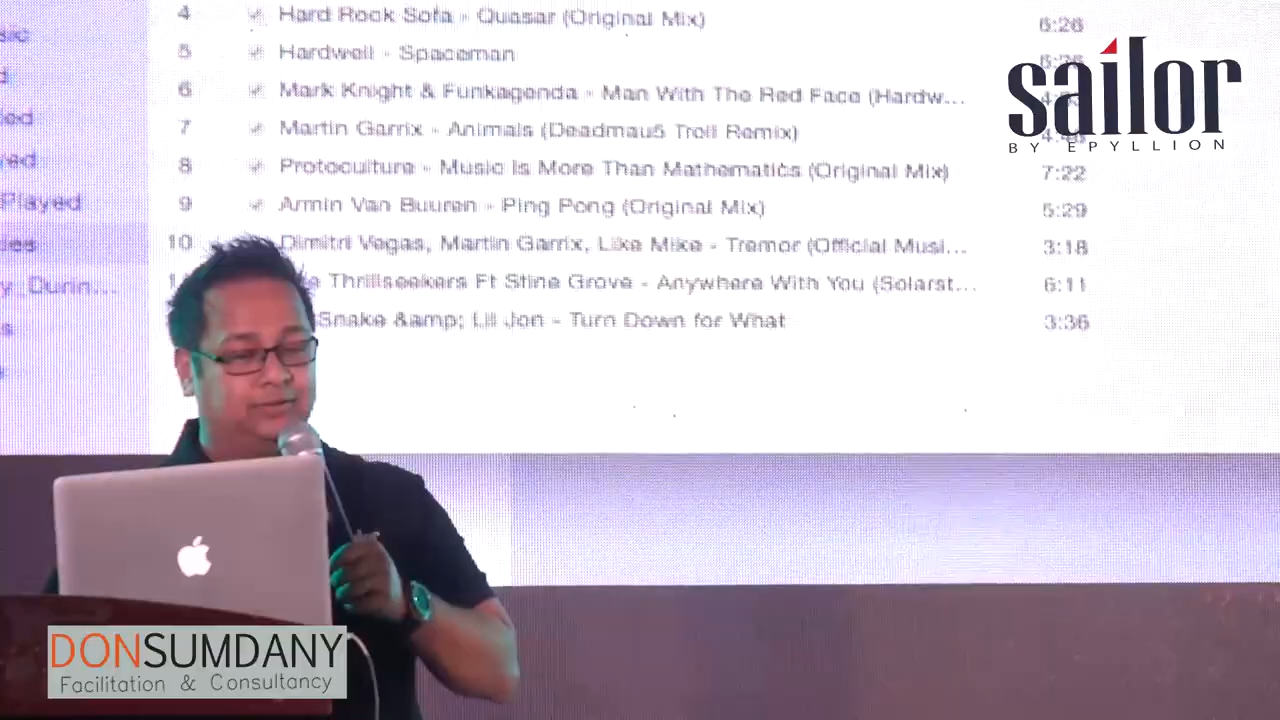 4 Hard Rock Sofa - Quasar (Original Mix) 6:26
5 Hardwell - Spaceman
6 Mark Knight & Funkagenda - Man With The Red Face (Hardw...
7 Martin Garrix - Animals (Deadmau5 Troll Remix)
8 Protoculture - Music Is More Than Mathematics (Original Mix) 7:22
9 Armin Van Buuren - Ping Pong (Original Mix) 5:29
10 Dimitri Vegas, Martin Garrix, Like Mike - Tremor (Official Musi... 3:18
Thrillseekers Ft Stine Grove - Anywhere With You (Solarst... 6:11
Snake &amp; Lil Jon - Turn Down for What 3:36
Played
sailor
BY EPYLLION
DONSUMDANY
Facilitation & Consultancy